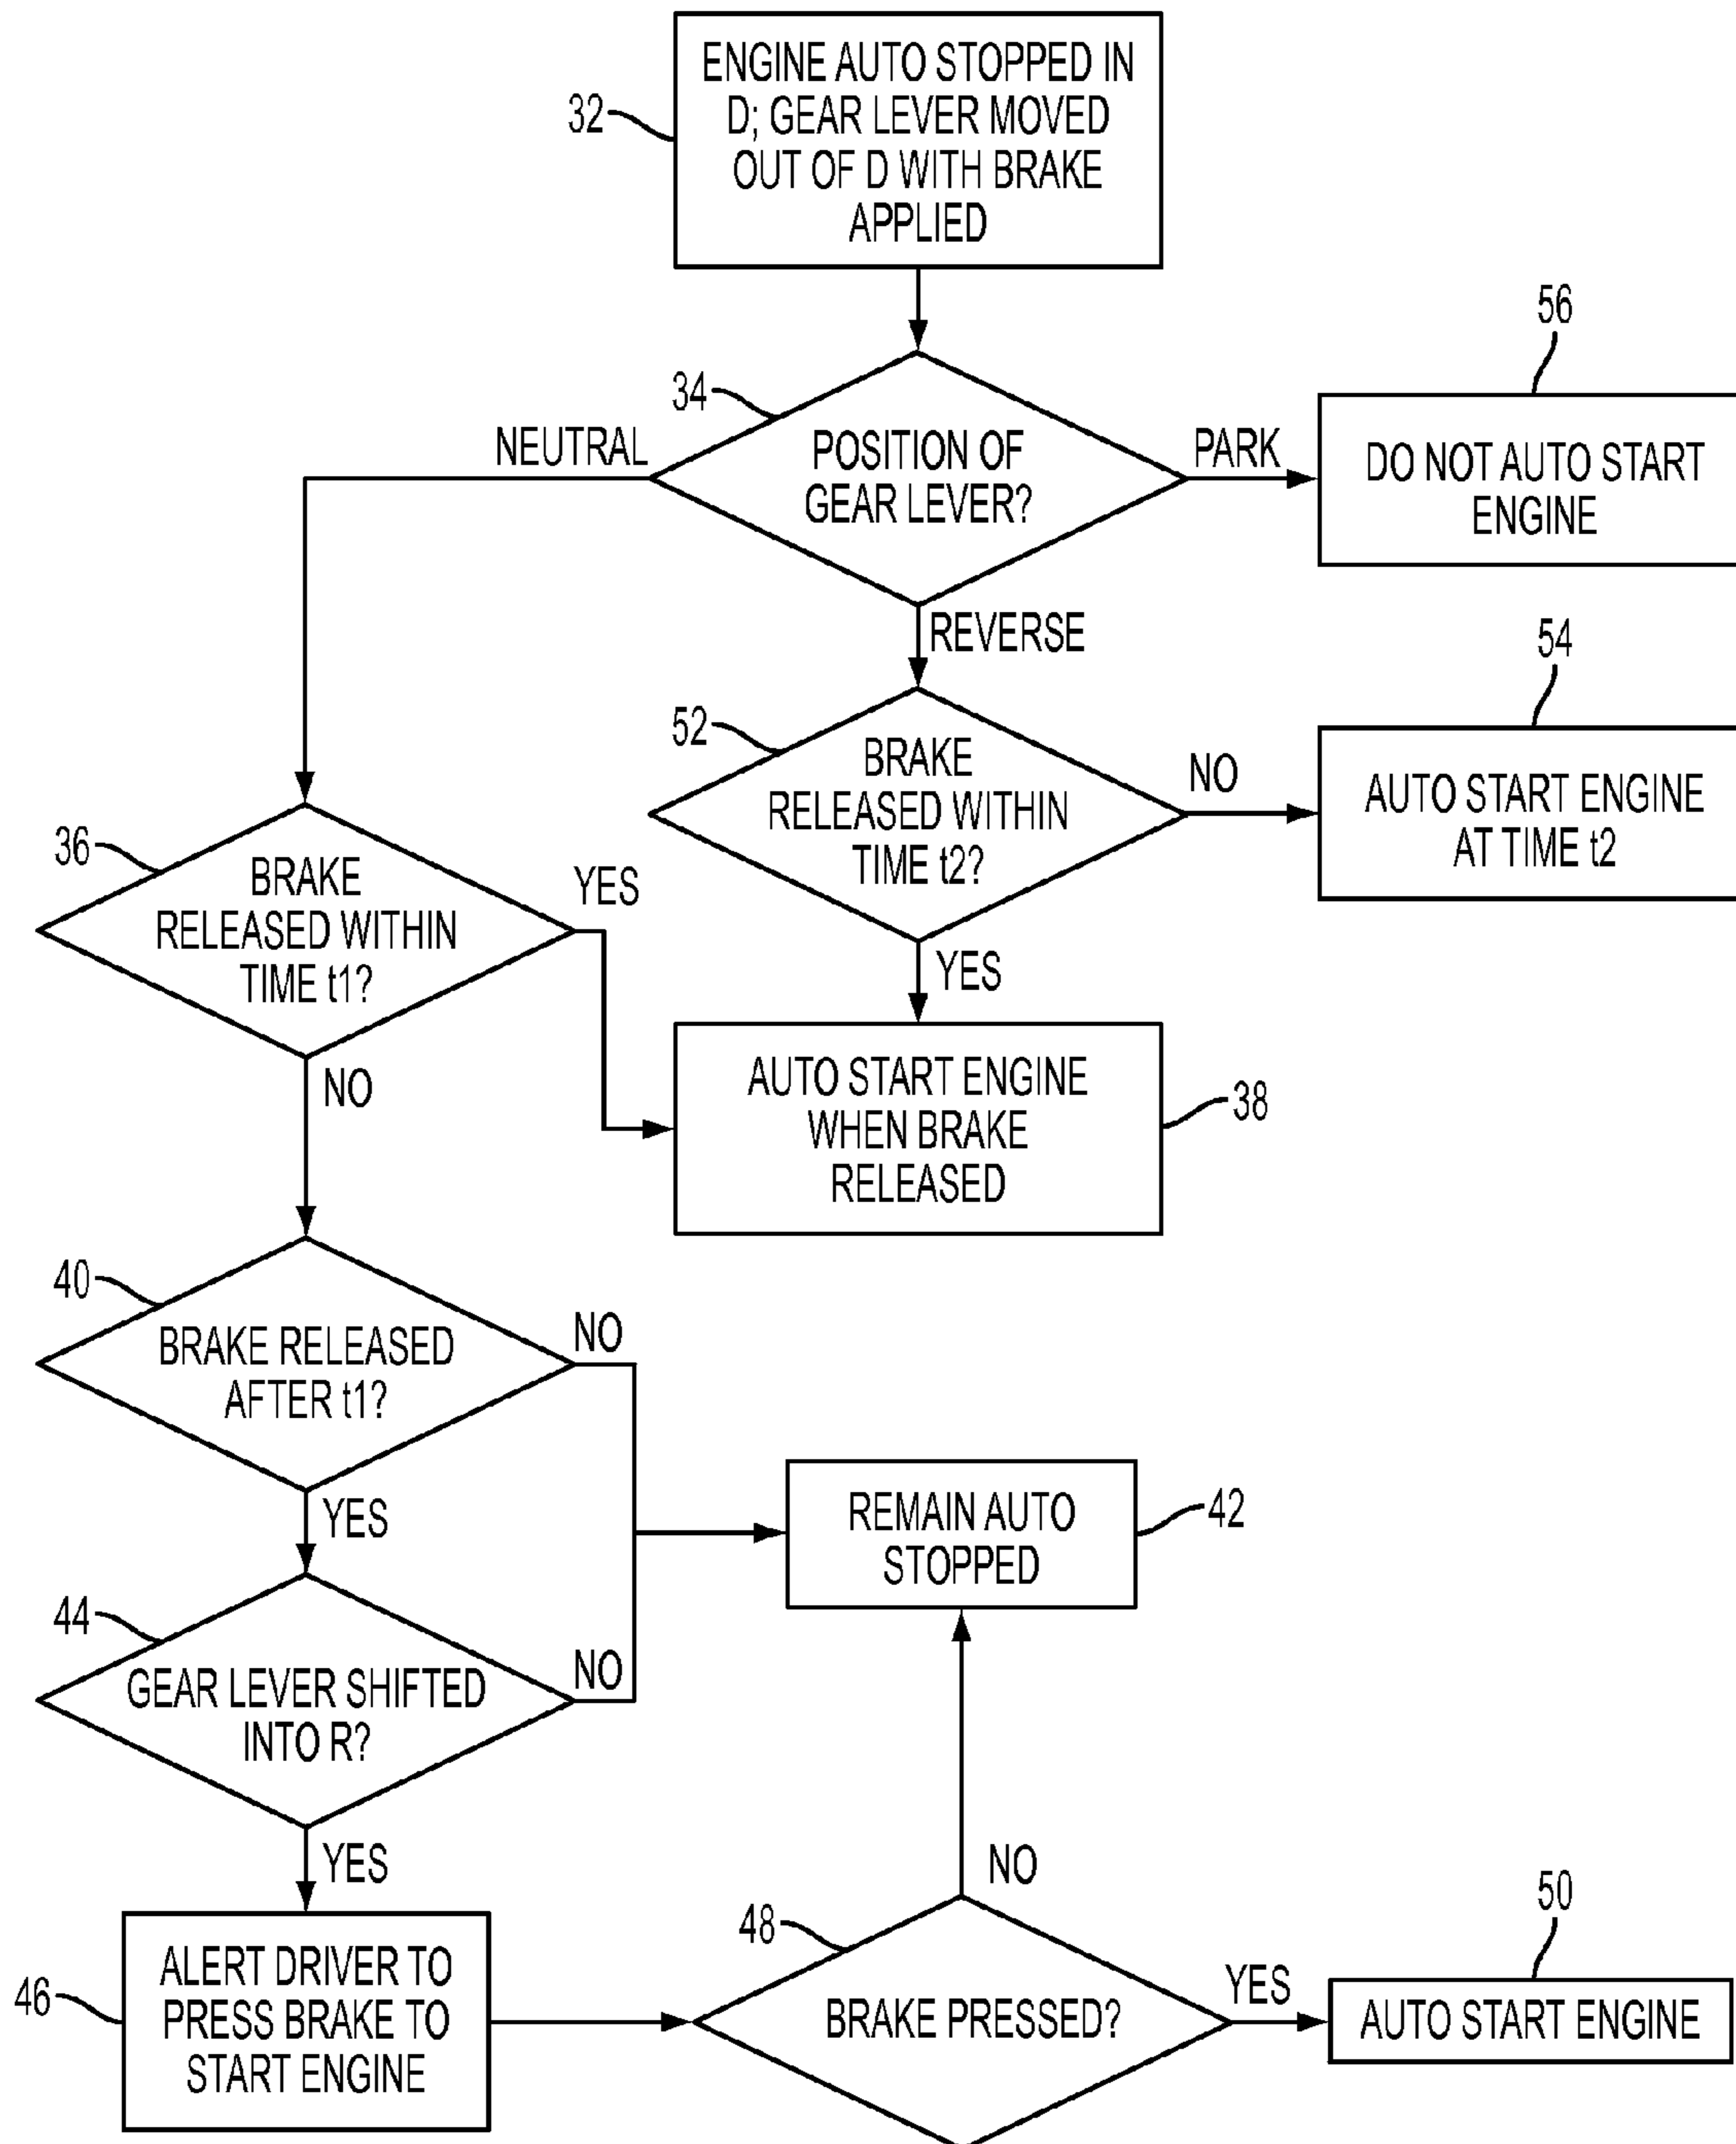 ENGINE AUTO STOPPED IN
D; GEAR LEVER MOVED
OUT OF D WITH BRAKE
APPLIED
32
56
34
NEUTRAL
POSITION OF
GEAR LEVER?
PARK
DO NOT AUTO START
ENGINE
REVERSE
54
52
BRAKE
RELEASED WITHIN
TIME t2?
NO
AUTO START ENGINE
AT TIME t2
36
BRAKE
RELEASED WITHIN
TIME t1?
YES
YES
NO
AUTO START ENGINE
WHEN BRAKE
RELEASED
38
40
BRAKE RELEASED
AFTER t1?
NO
YES
REMAIN AUTO
STOPPED
42
44
GEAR LEVER SHIFTED
INTO R?
NO
YES
NO
46
ALERT DRIVER TO
PRESS BRAKE TO
START ENGINE
48
BRAKE PRESSED?
YES
50
AUTO START ENGINE